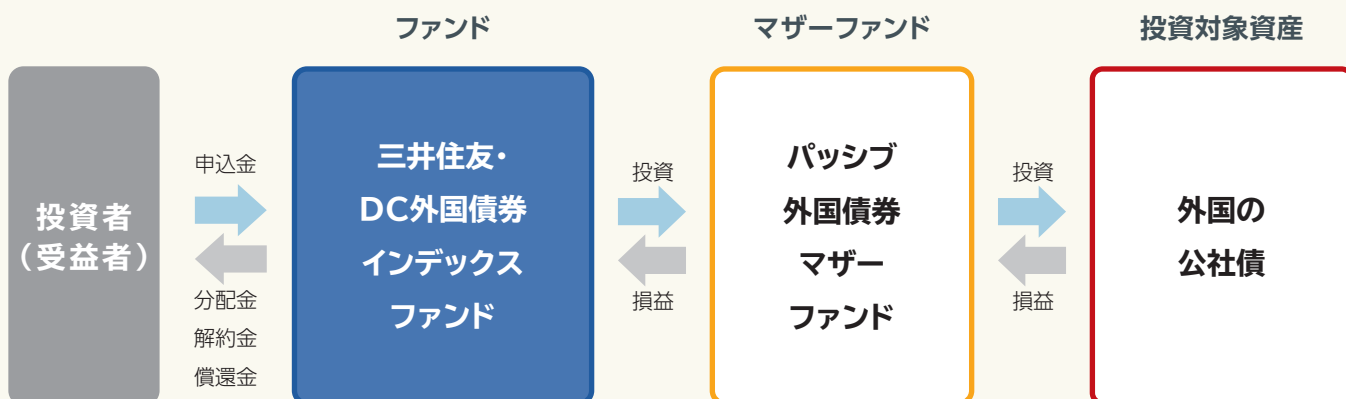 ファンド
マザーファンド
投資対象資産
投資者
（受益者）
申込金
分配金
解約金
償還金
三井住友・
DC外国債券
インデックス
ファンド
投資
損益
パッシブ
外国債券
マザー
ファンド
投資
損益
外国の
公社債